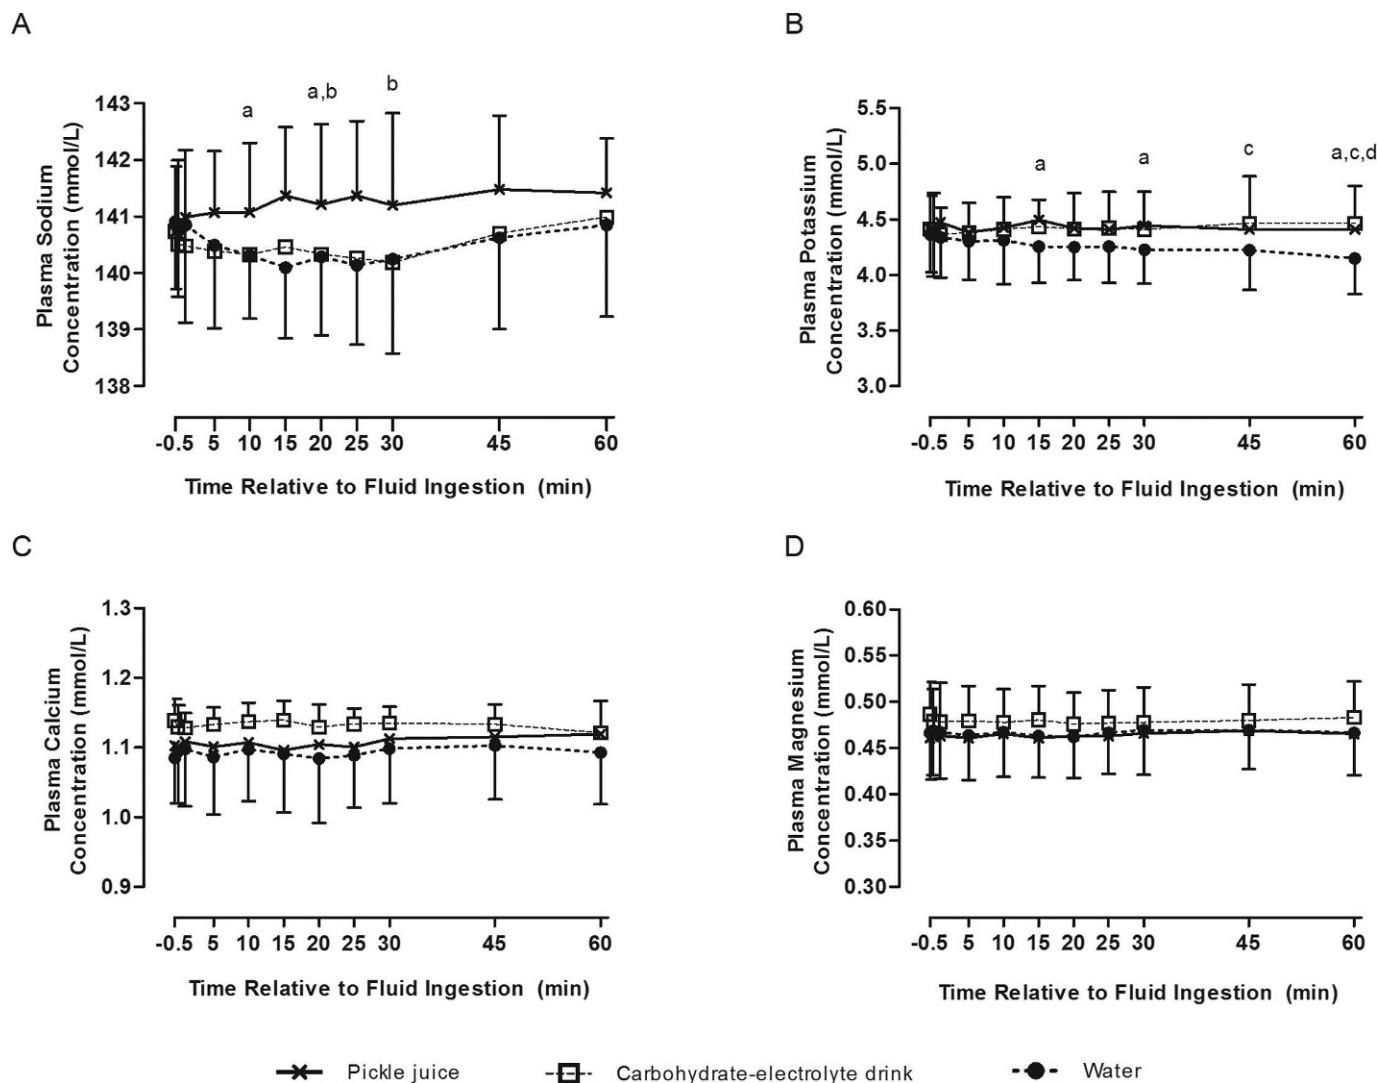 A
Plasma Sodium
Concentration (mmol/L)
143
142
141
140
139
138
a
a,b
b
-0.5 5 10 15 20 25 30 45 60
Time Relative to Fluid Ingestion (min)
B
Plasma Potassium
Concentration (mmol/L)
5.5
5.0
4.5
4.0
3.5
3.0
a
a
c
a,c,d
-0.5 5 10 15 20 25 30 45 60
Time Relative to Fluid Ingestion (min)
C
Plasma Calcium
Concentration (mmol/L)
1.3
1.2
1.1
1.0
0.9
-0.5 5 10 15 20 25 30 45 60
Time Relative to Fluid Ingestion (min)
D
Plasma Magnesium
Concentration (mmol/L)
0.60
0.55
0.50
0.45
0.40
0.35
0.30
-0.5 5 10 15 20 25 30 45 60
Time Relative to Fluid Ingestion (min)
Pickle juice
Carbohydrate-electrolyte drink
Water